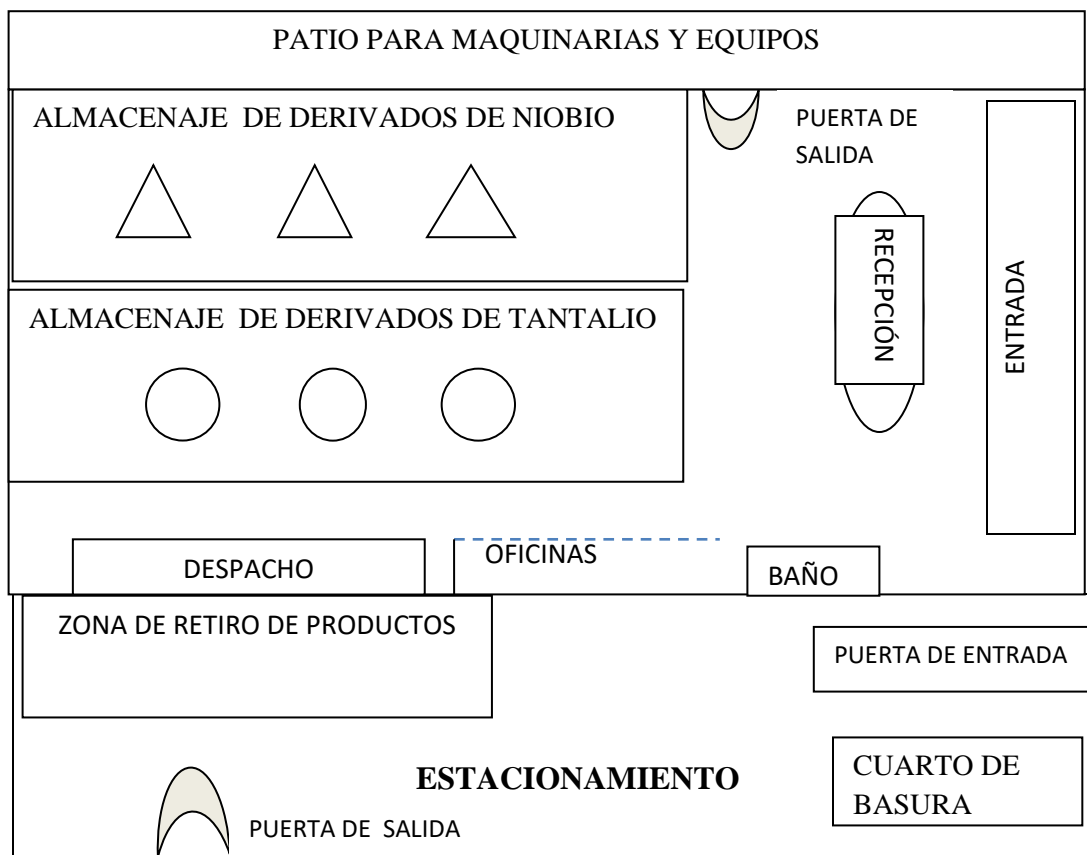 PATIO PARA MAQUINARIAS Y EQUIPOS
ALMACENAJE DE DERIVADOS DE NIOBIO
PUERTA DE
SALIDA
RECEPCIÓN
ENTRADA
ALMACENAJE DE DERIVADOS DE TANTALIO
DESPACHO
OFICINAS
BAÑO
ZONA DE RETIRO DE PRODUCTOS
PUERTA DE ENTRADA
ESTACIONAMIENTO
CUARTO DE
BASURA
PUERTA DE SALIDA